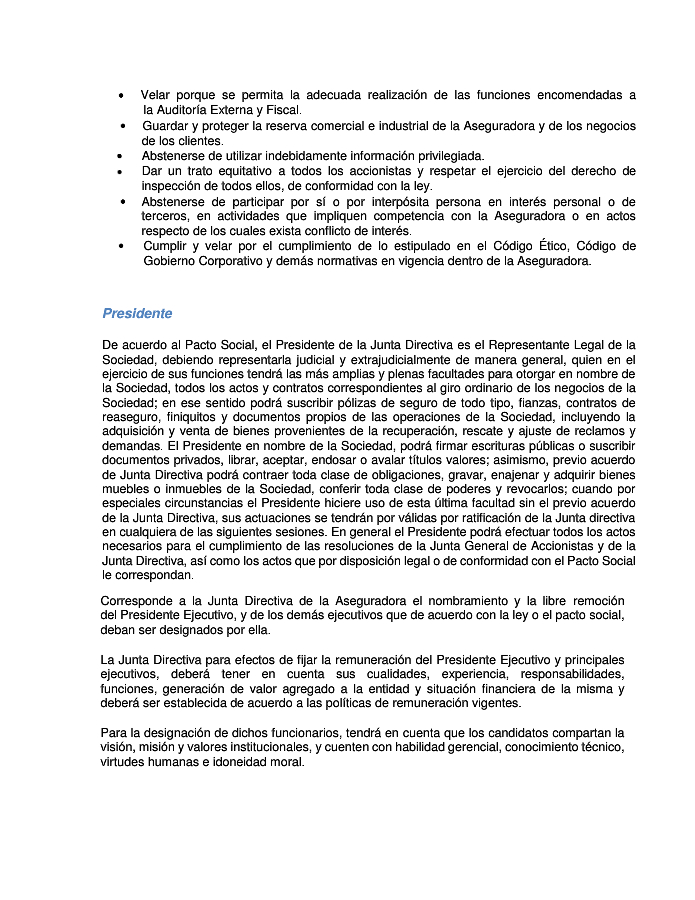 • Velar porque se permita la adecuada realización de las funciones encomendadas a
la Auditoría Externa y Fiscal.
• Guardar y proteger la reserva comercial e industrial de la Aseguradora y de los negocios
de los clientes.
• Abstenerse de utilizar indebidamente información privilegiada.
• Dar un trato equitativo a todos los accionistas y respetar el ejercicio del derecho de
inspección de todos ellos, de conformidad con la ley.
• Abstenerse de participar por sí o por interpósita persona en interés personal o de
terceros, en actividades que impliquen competencia con la Aseguradora o en actos
respecto de los cuales exista conflicto de interés.
• Cumplir y velar por el cumplimiento de lo estipulado en el Código Ético, Código de
Gobierno Corporativo y demás normativas en vigencia dentro de la Aseguradora.
Presidente
De acuerdo al Pacto Social, el Presidente de la Junta Directiva es el Representante Legal de la
Sociedad, debiendo representarla judicial y extrajudicialmente de manera general, quien en el
ejercicio de sus funciones tendrá las más amplias y plenas facultades para otorgar en nombre de
la Sociedad, todos los actos y contratos correspondientes al giro ordinario de los negocios de la
Sociedad; en ese sentido podrá suscribir pólizas de seguro de todo tipo, fianzas, contratos de
reaseguro, finiquitos y documentos propios de las operaciones de la Sociedad, incluyendo la
adquisición y venta de bienes provenientes de la recuperación, rescate y ajuste de reclamos y
demandas. El Presidente en nombre de la Sociedad, podrá firmar escrituras públicas o suscribir
documentos privados, librar, aceptar, endosar o avalar títulos valores; asimismo, previo acuerdo
de Junta Directiva podrá contraer toda clase de obligaciones, gravar, enajenar y adquirir bienes
muebles o inmuebles de la Sociedad, conferir toda clase de poderes y revocarlos; cuando por
especiales circunstancias el Presidente hiciere uso de esta última facultad sin el previo acuerdo
de la Junta Directiva, sus actuaciones se tendrán por válidas por ratificación de la Junta directiva
en cualquiera de las siguientes sesiones. En general el Presidente podrá efectuar todos los actos
necesarios para el cumplimiento de las resoluciones de la Junta General de Accionistas y de la
Junta Directiva, así como los actos que por disposición legal o de conformidad con el Pacto Social
le correspondan.
Corresponde a la Junta Directiva de la Aseguradora el nombramiento y la libre remoción
del Presidente Ejecutivo, y de los demás ejecutivos que de acuerdo con la ley o el pacto social,
deban ser designados por ella.
La Junta Directiva para efectos de fijar la remuneración del Presidente Ejecutivo y principales
ejecutivos, deberá tener en cuenta sus cualidades, experiencia, responsabilidades,
funciones, generación de valor agregado a la entidad y situación financiera de la misma y
deberá ser establecida de acuerdo a las políticas de remuneración vigentes.
Para la designación de dichos funcionarios, tendrá en cuenta que los candidatos compartan la
visión, misión y valores institucionales, y cuenten con habilidad gerencial, conocimiento técnico,
virtudes humanas e idoneidad moral.